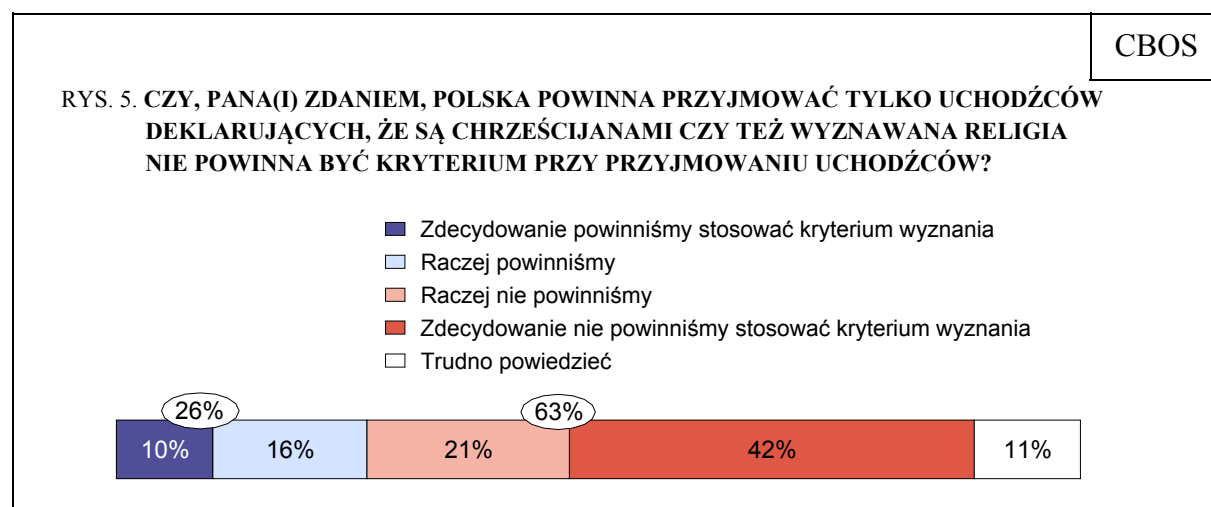 CBOS
RYS. 5. CZY, PANA(I) ZDANIEM, POLSKA POWINNA PRZYJMOWAĆ TYLKO UCHODŹCÓW
DEKLARUJĄCYCH, ŻE SĄ CHRZEŚCIJANAMI CZY TEŻ WYZNAWANA RELIGIA
NIE POWINNA BYĆ KRYTERIUM PRZY PRZYJMOWANIU UCHODŹCÓW?
Zdecydowanie powinniśmy stosować kryterium wyznania
Raczej powinniśmy
Raczej nie powinniśmy
Zdecydowanie nie powinniśmy stosować kryterium wyznania
Trudno powiedzieć
26% 63%
10% 16% 21% 42% 11%